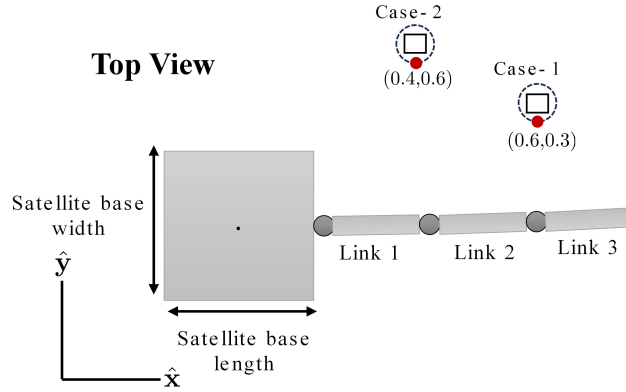 Case-2
Top View
(0.4,0.6)
Case-1
(0.6,0.3)
Satellite base
width
Link 1
Link 2
Link 3
ŷ
Satellite base
length
x̂